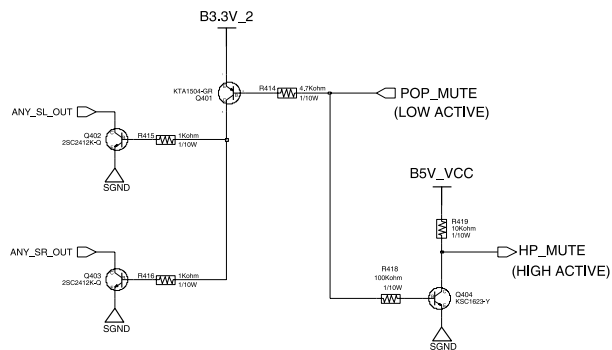 B3.3V_2
KTA1504-GR
Q401
R414
4.7Kohm
1/10W
POP_MUTE
(LOW ACTIVE)
ANY_SL_OUT
Q402
2SC2412K-Q
R415
1Kohm
1/10W
SGND
B5V_VCC
R419
10Kohm
1/10W
ANY_SR_OUT
HP_MUTE
(HIGH ACTIVE)
Q403
2SC2412K-Q
R416
1Kohm
1/10W
R418
100Kohm
1/10W
Q404
KSC1623-Y
SGND
SGND